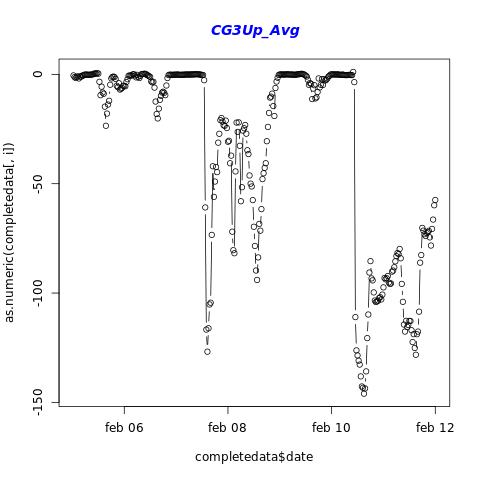 CG3Up_Avg
as.numeric(completedata[, i])
0
-50
-100
-150
feb 06
feb 08
feb 10
feb 12
completedata$date